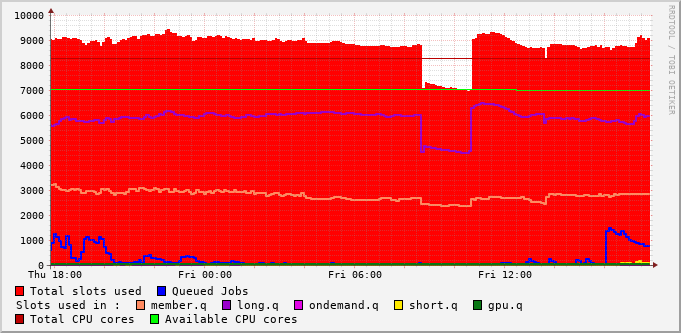 10000
9000
8000
7000
6000
5000
4000
3000
2000
1000
0
Thu 18:00 Fri 00:00 Fri 06:00 Fri 12:00
Total slots used Queued Jobs
Slots used in : member.q long.q ondemand.q short.q gpu.q
Total CPU cores Available CPU cores
RRDTOOL / TOBI OETIKER